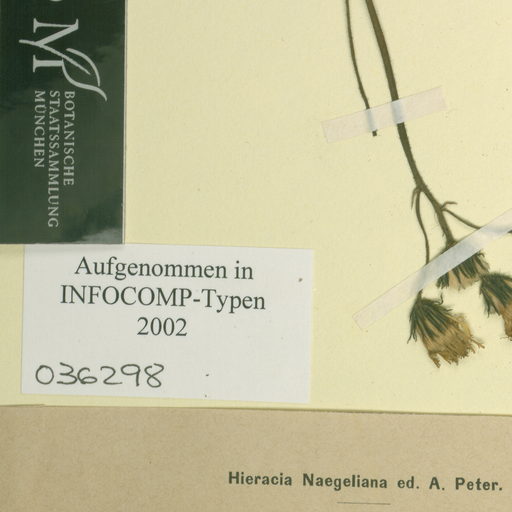 M
BOTANISCHE
STAATSSAMMLUNG
MÜNCHEN
Aufgenommen in
INFOCOMP-Typen
2002
036298
Hieracia Naegeliana ed. A. Peter.